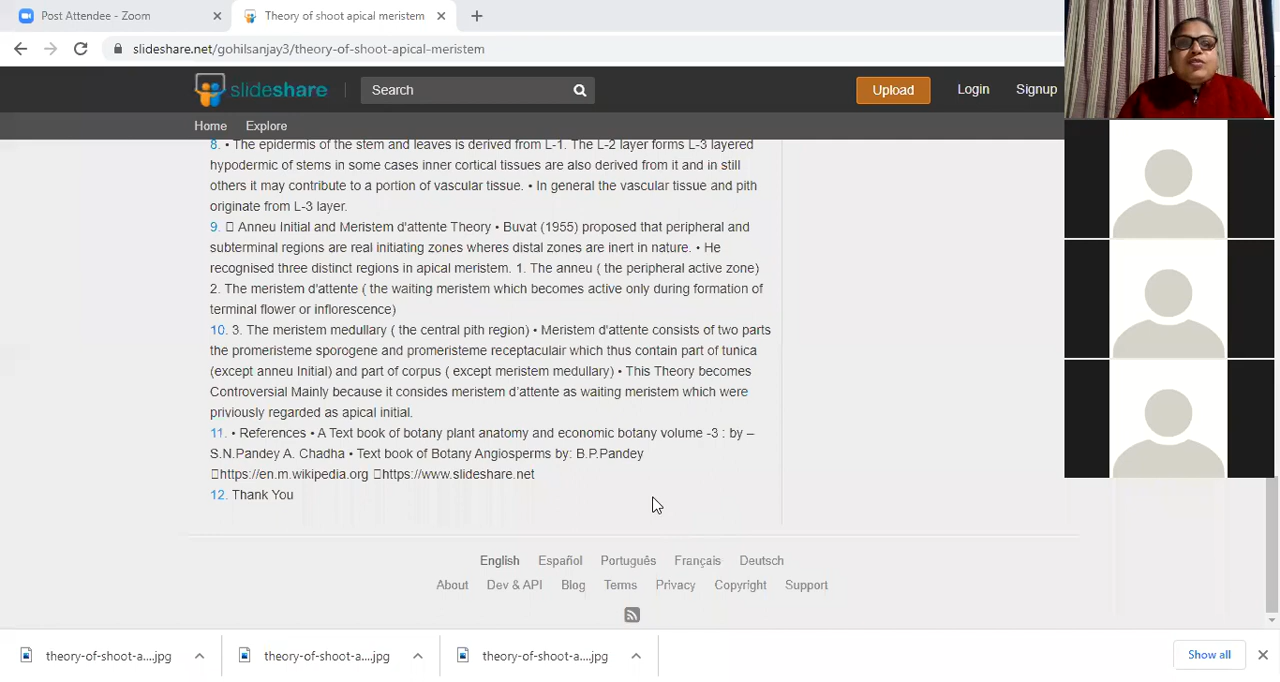 Post Attendee - Zoom
Theory of shoot apical meristem
slideshare.net/gohilsanjay3/theory-of-shoot-apical-meristem
slideshare
Search
Upload
Login
Signup
Home
Explore
8. • The epidermis of the stem and leaves is derived from L-1. The L-2 layer forms L-3 layered
hypodermic of stems in some cases inner cortical tissues are also derived from it and in still
others it may contribute to a portion of vascular tissue. • In general the vascular tissue and pith
originate from L-3 layer.
9. Anneu Initial and Meristem d'attente Theory • Buvat (1955) proposed that peripheral and
subterminal regions are real initiating zones wheres distal zones are inert in nature. • He
recognised three distinct regions in apical meristem. 1. The anneu ( the peripheral active zone)
2. The meristem d'attente ( the waiting meristem which becomes active only during formation of
terminal flower or inflorescence)
10. 3. The meristem medullary ( the central pith region) • Meristem d'attente consists of two parts
the promeristeme sporogene and promeristeme receptaculair which thus contain part of tunica
(except anneu Initial) and part of corpus ( except meristem medullary) • This Theory becomes
Controversial Mainly because it consides meristem d'attente as waiting meristem which were
priviously regarded as apical initial.
11. • References • A Text book of botany plant anatomy and economic botany volume -3 : by –
S.N.Pandey A. Chadha • Text book of Botany Angiosperms by: B.P.Pandey
https://en.m.wikipedia.org https://www.slideshare.net
12. Thank You
English Español Português Français Deutsch
About Dev & API Blog Terms Privacy Copyright Support
theory-of-shoot-a....jpg
theory-of-shoot-a....jpg
theory-of-shoot-a....jpg
Show all